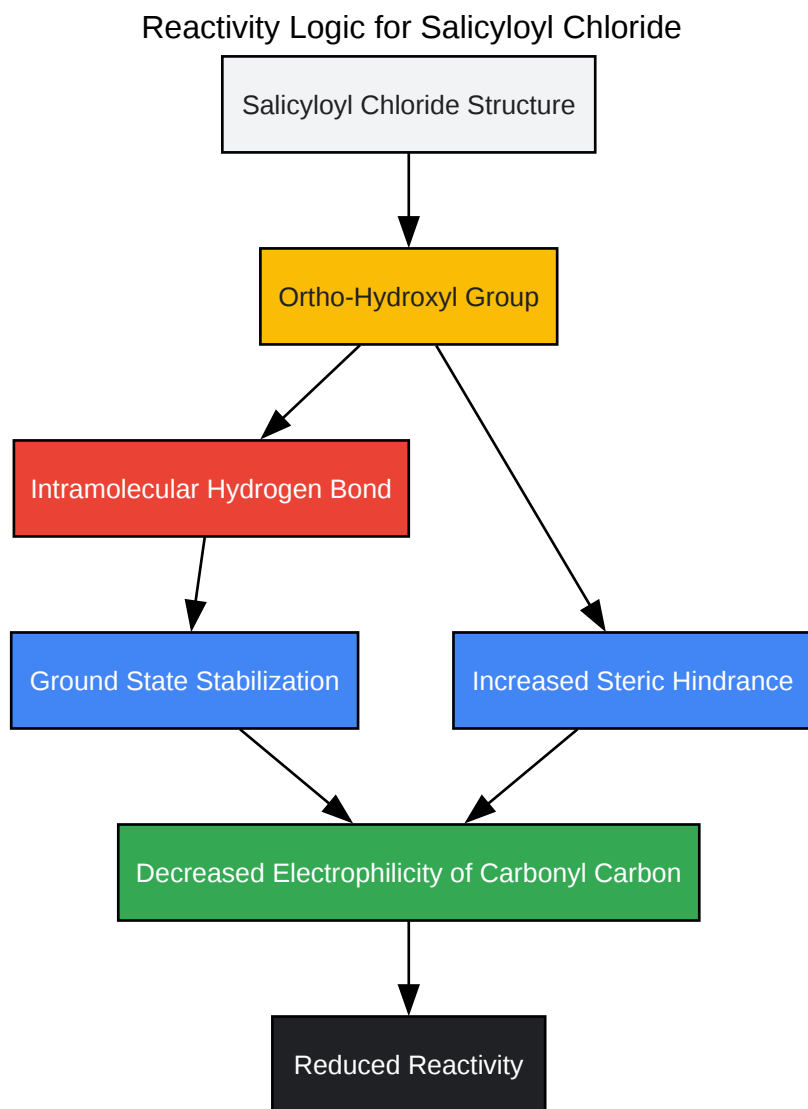 Reactivity Logic for Salicyloyl Chloride
Salicyloyl Chloride Structure
Ortho-Hydroxyl Group
Intramolecular Hydrogen Bond
Ground State Stabilization
Increased Steric Hindrance
Decreased Electrophilicity of Carbonyl Carbon
Reduced Reactivity